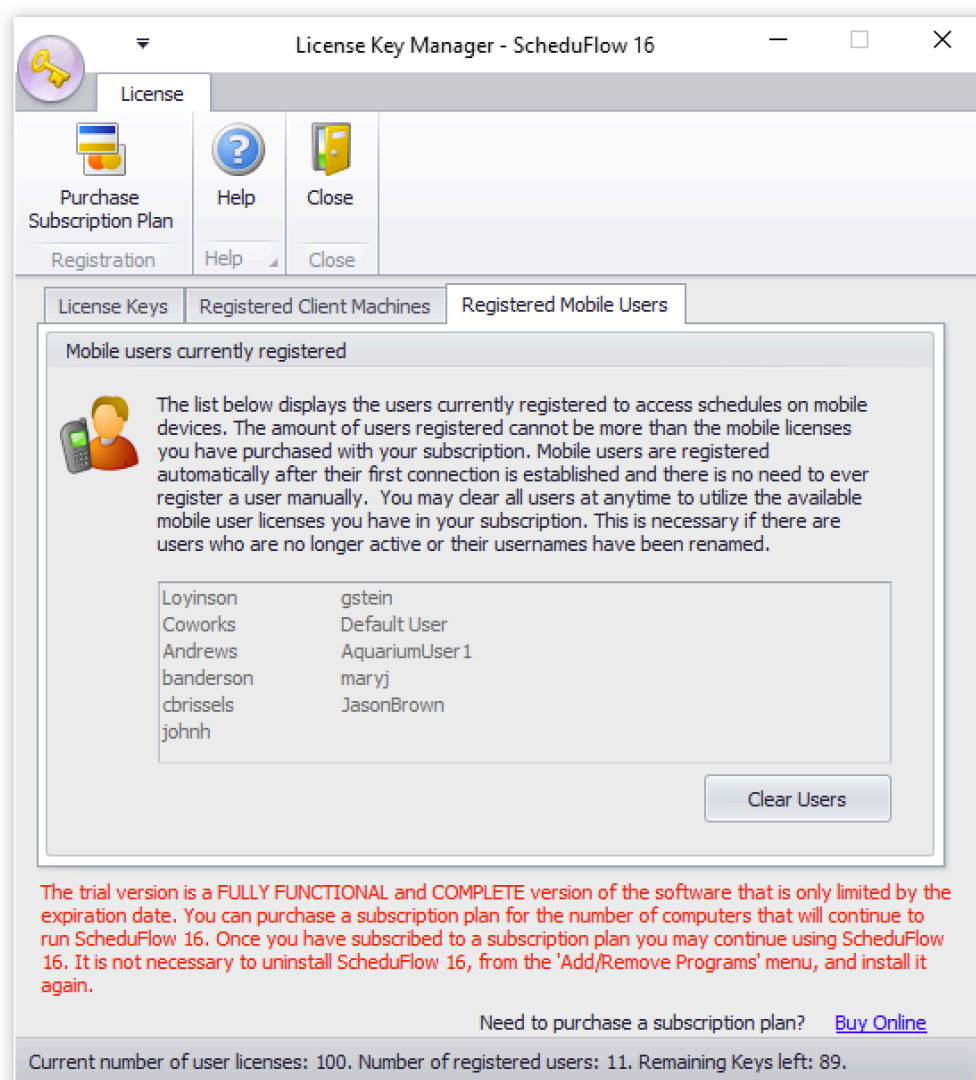 License Key Manager - ScheduFlow 16
License
Purchase
Subscription Plan
Help
Close
Registration
Help
Close
License Keys
Registered Client Machines
Registered Mobile Users
Mobile users currently registered
The list below displays the users currently registered to access schedules on mobile
devices. The amount of users registered cannot be more than the mobile licenses
you have purchased with your subscription. Mobile users are registered
automatically after their first connection is established and there is no need to ever
register a user manually.  You may clear all users at anytime to utilize the available
mobile user licenses you have in your subscription. This is necessary if there are
users who are no longer active or their usernames have been renamed.
Loyinson
Coworks
Andrews
banderson
cbrissels
johnh
gstein
Default User
AquariumUser1
maryj
JasonBrown
Clear Users
The trial version is a FULLY FUNCTIONAL and COMPLETE version of the software that is only limited by the
expiration date. You can purchase a subscription plan for the number of computers that will continue to
run ScheduFlow 16. Once you have subscribed to a subscription plan you may continue using ScheduFlow
16. It is not necessary to uninstall ScheduFlow 16, from the 'Add/Remove Programs' menu, and install it
again.
Need to purchase a subscription plan?
Buy Online
Current number of user licenses: 100. Number of registered users: 11. Remaining Keys left: 89.